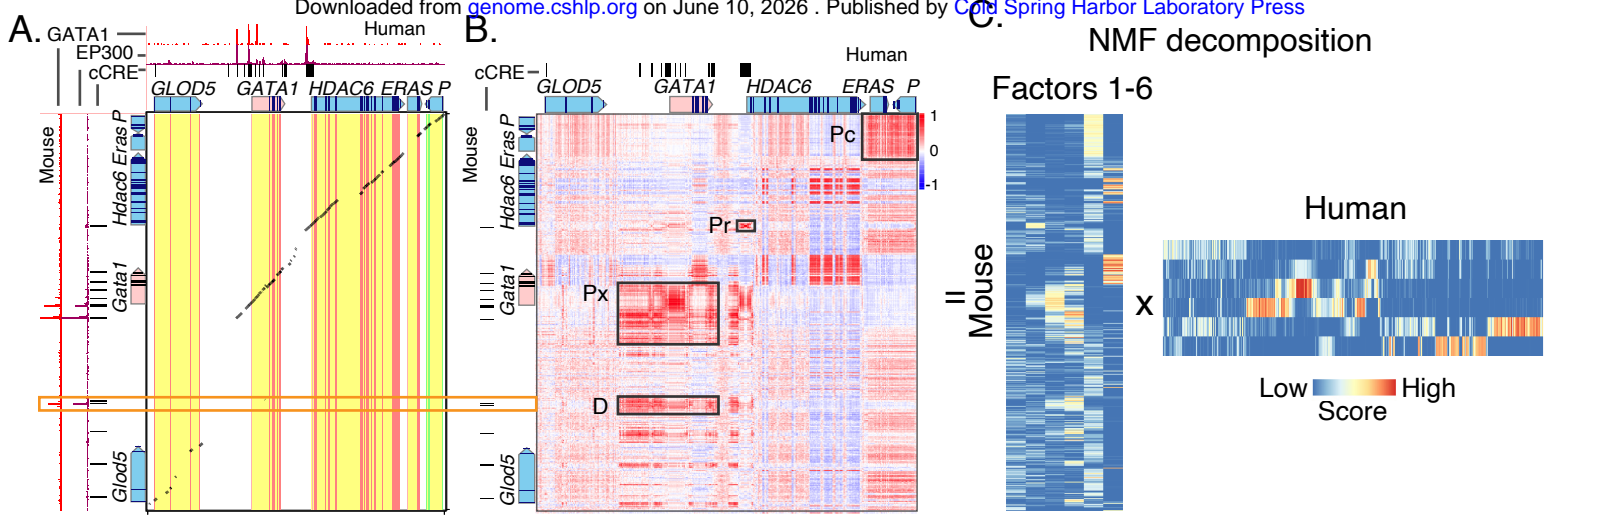 Downloaded from genome.cshlp.org on June 10, 2026 . Published by Cold Spring Harbor Laboratory Press
A.
GATA1
EP300
cCRE
Human
GLOD5 GATA1 HDAC6 ERAS P
Mouse
Glod5 Gata1 Hdac6 Eras P
B.
Human
cCRE
GLOD5 GATA1 HDAC6 ERAS P
Mouse
Glod5 Gata1 Hdac6 Eras P
Pc
Pr
Px
D
1
0
-1
C.
NMF decomposition
Factors 1-6
=
Mouse
x
Human
Low High
Score